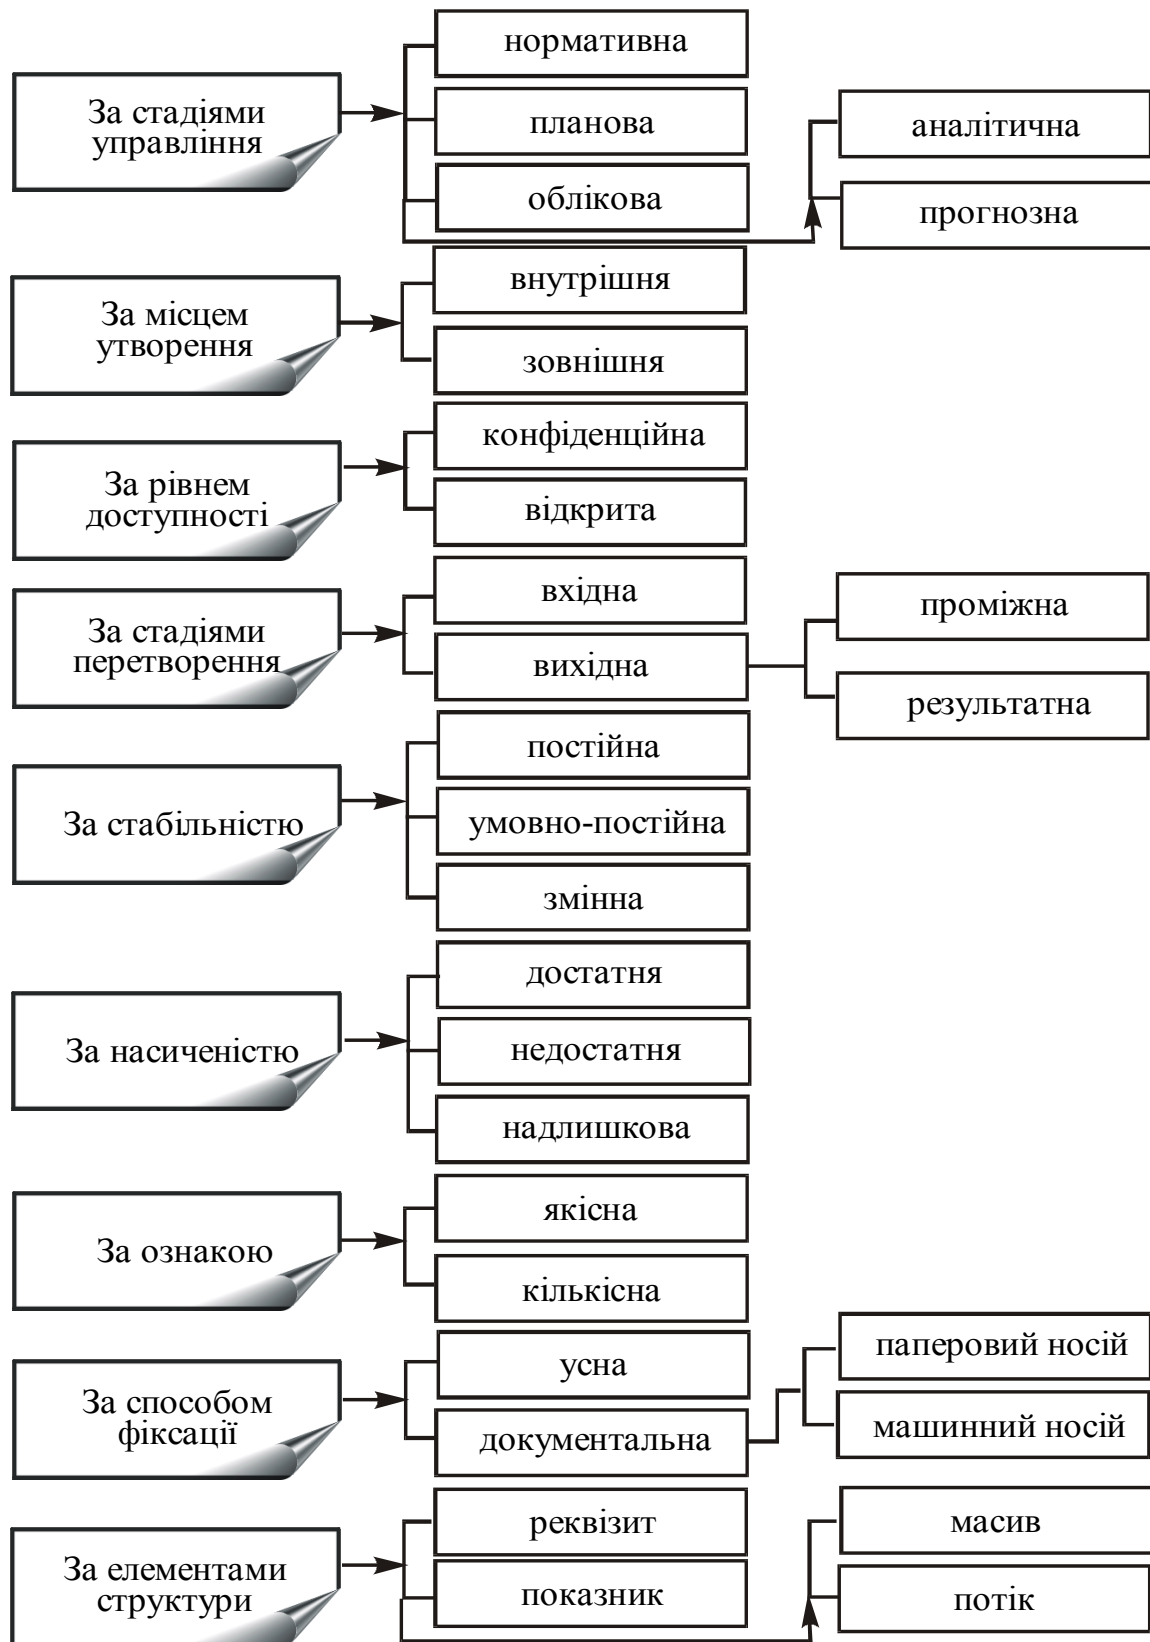 За стадіями
управління
нормативна
планова
облікова
аналітична
прогнозна
За місцем
утворення
внутрішня
зовнішня
За рівнем
доступності
конфіденційна
відкрита
За стадіями
перетворення
вхідна
вихідна
проміжна
результатна
За стабільністю
постійна
умовно-постійна
змінна
За насиченістю
достатня
недостатня
надлишкова
За ознакою
якісна
кількісна
За способом
фіксації
усна
документальна
паперовий носій
машинний носій
За елементами
структури
реквізит
показник
масив
потік